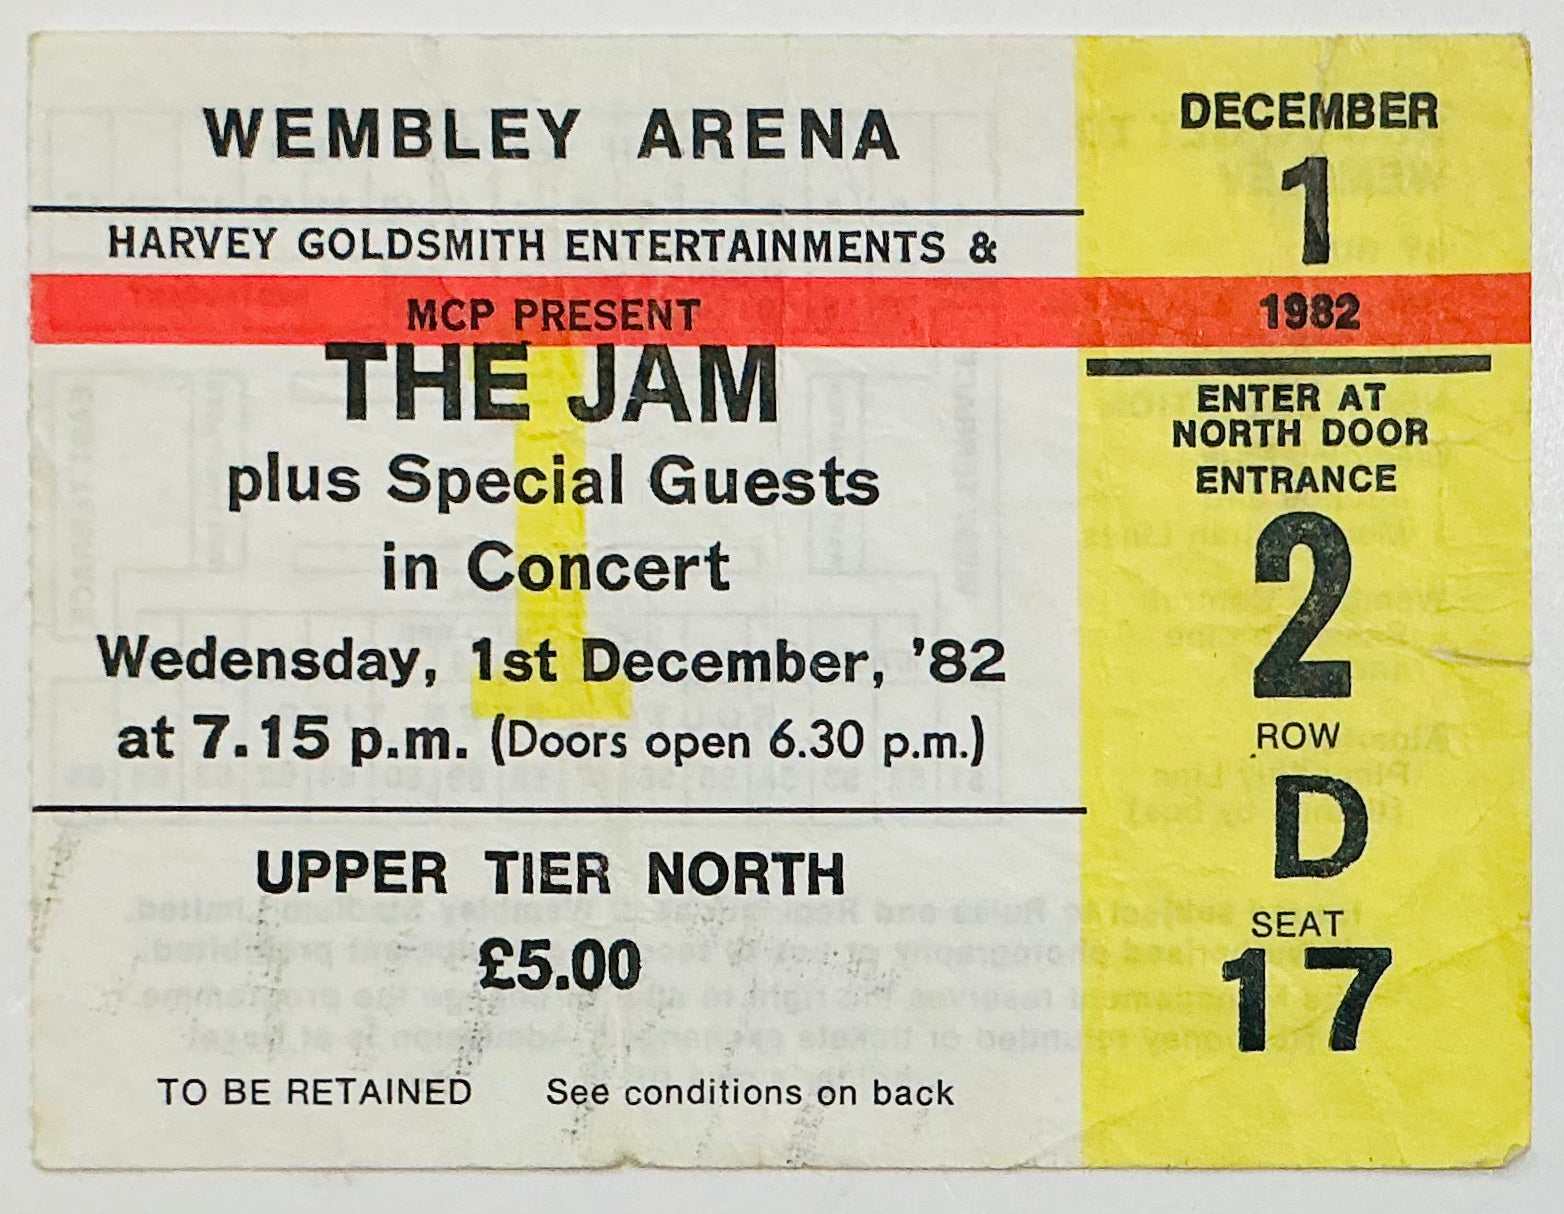 WEMBLEY ARENA
HARVEY GOLDSMITH ENTERTAINMENTS &
MCP PRESENT
THE JAM
plus Special Guests
in Concert
Wedensday, 1st December, '82
at 7.15 p.m. (Doors open 6.30 p.m.)
UPPER TIER NORTH
£5.00
TO BE RETAINED See conditions on back
DECEMBER
1
1982
ENTER AT
NORTH DOOR
ENTRANCE
2
ROW
D
SEAT
17
1